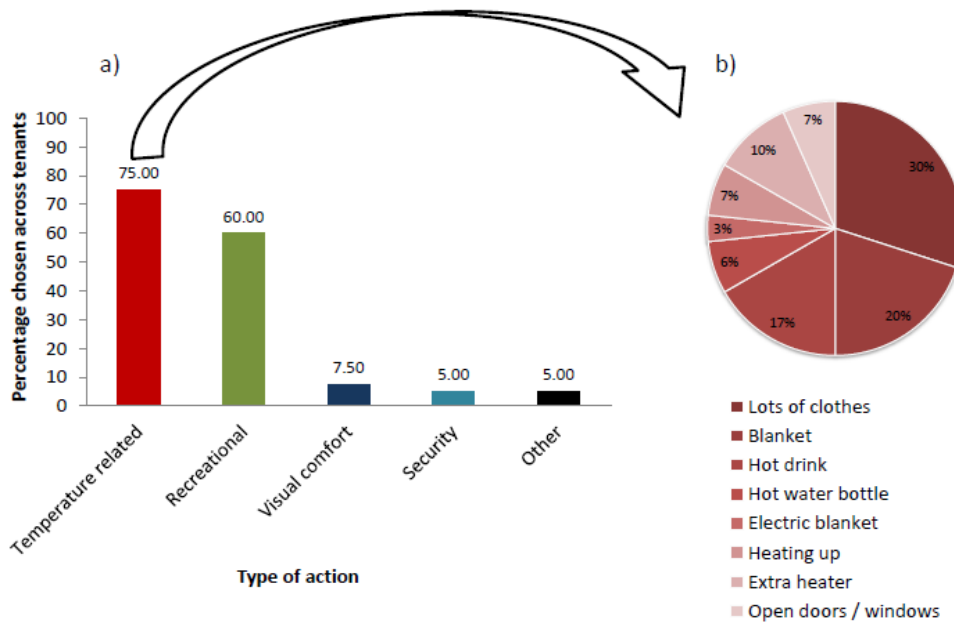 a)
b)
Percentage chosen across tenants
100
90
80
70
60
50
40
30
20
10
0
75.00
60.00
7.50
5.00
5.00
Temperature related
Recreational
Visual comfort
Security
Other
Type of action
30%
20%
17%
6%
3%
7%
10%
7%
Lots of clothes
Blanket
Hot drink
Hot water bottle
Electric blanket
Heating up
Extra heater
Open doors / windows